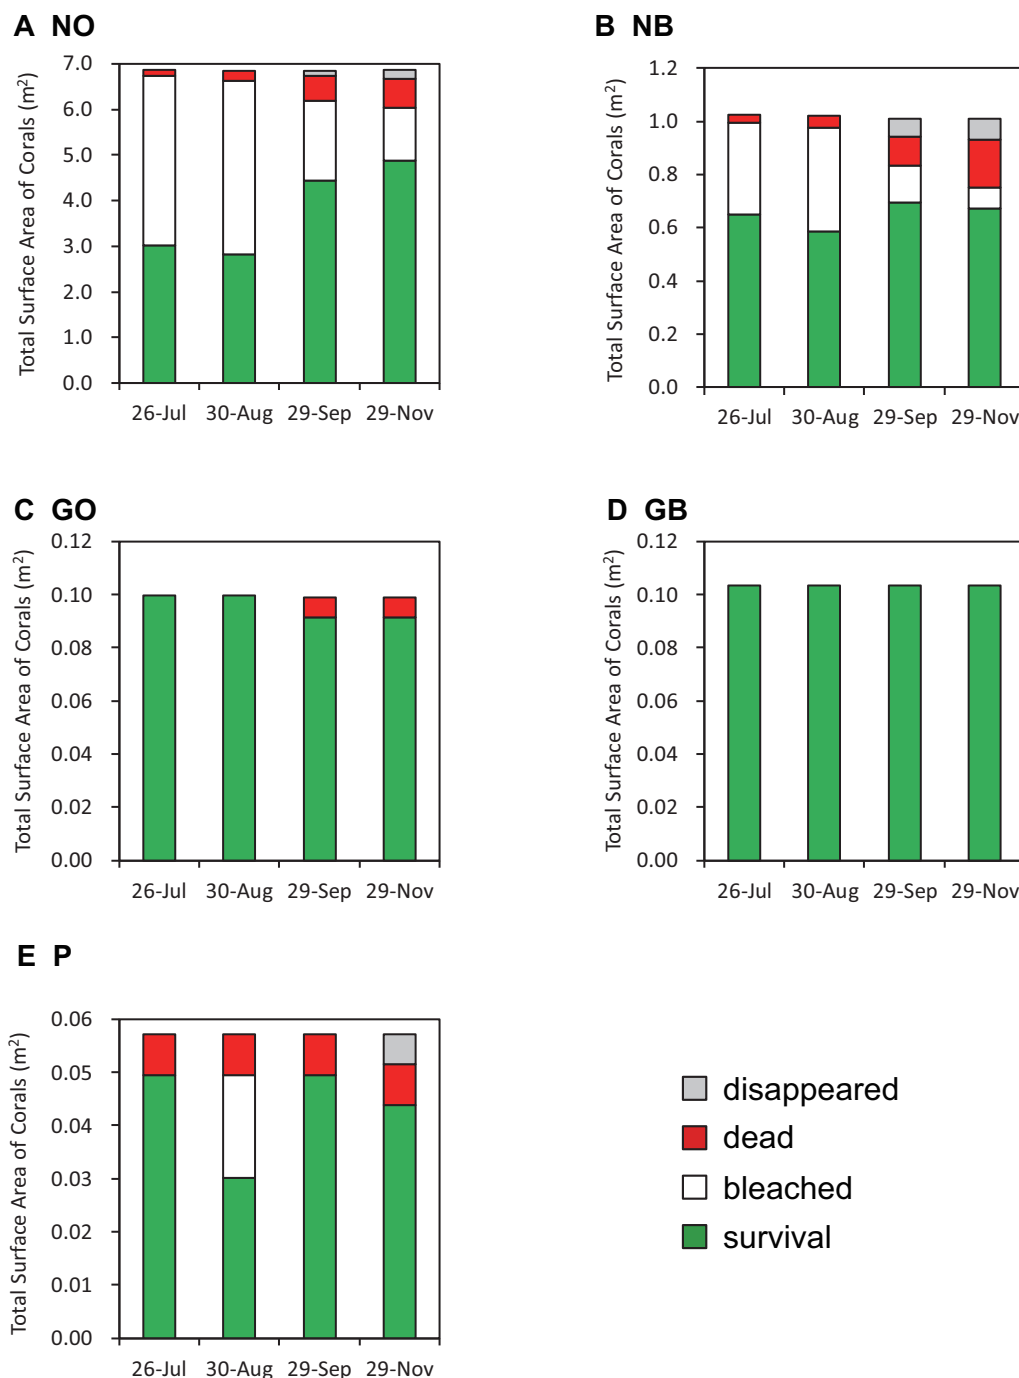 A NO
Total Surface Area of Corals (m²)
7.0
6.0
5.0
4.0
3.0
2.0
1.0
0.0
26-Jul 30-Aug 29-Sep 29-Nov
B NB
Total Surface Area of Corals (m²)
1.2
1.0
0.8
0.6
0.4
0.2
0.0
26-Jul 30-Aug 29-Sep 29-Nov
C GO
Total Surface Area of Corals (m²)
0.12
0.10
0.08
0.06
0.04
0.02
0.00
26-Jul 30-Aug 29-Sep 29-Nov
D GB
Total Surface Area of Corals (m²)
0.12
0.10
0.08
0.06
0.04
0.02
0.00
26-Jul 30-Aug 29-Sep 29-Nov
E P
Total Surface Area of Corals (m²)
0.06
0.05
0.04
0.03
0.02
0.01
0.00
26-Jul 30-Aug 29-Sep 29-Nov
disappeared
dead
bleached
survival